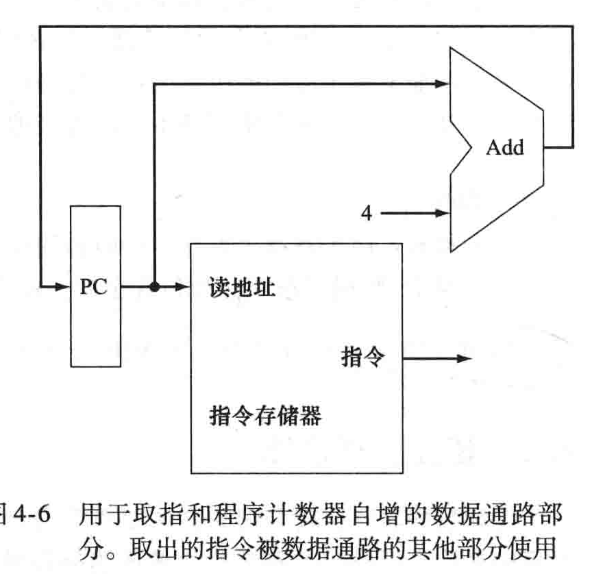 Add
4
PC
读地址
指令
指令存储器
图4-6 用于取指和程序计数器自增的数据通路部
分。取出的指令被数据通路的其他部分使用